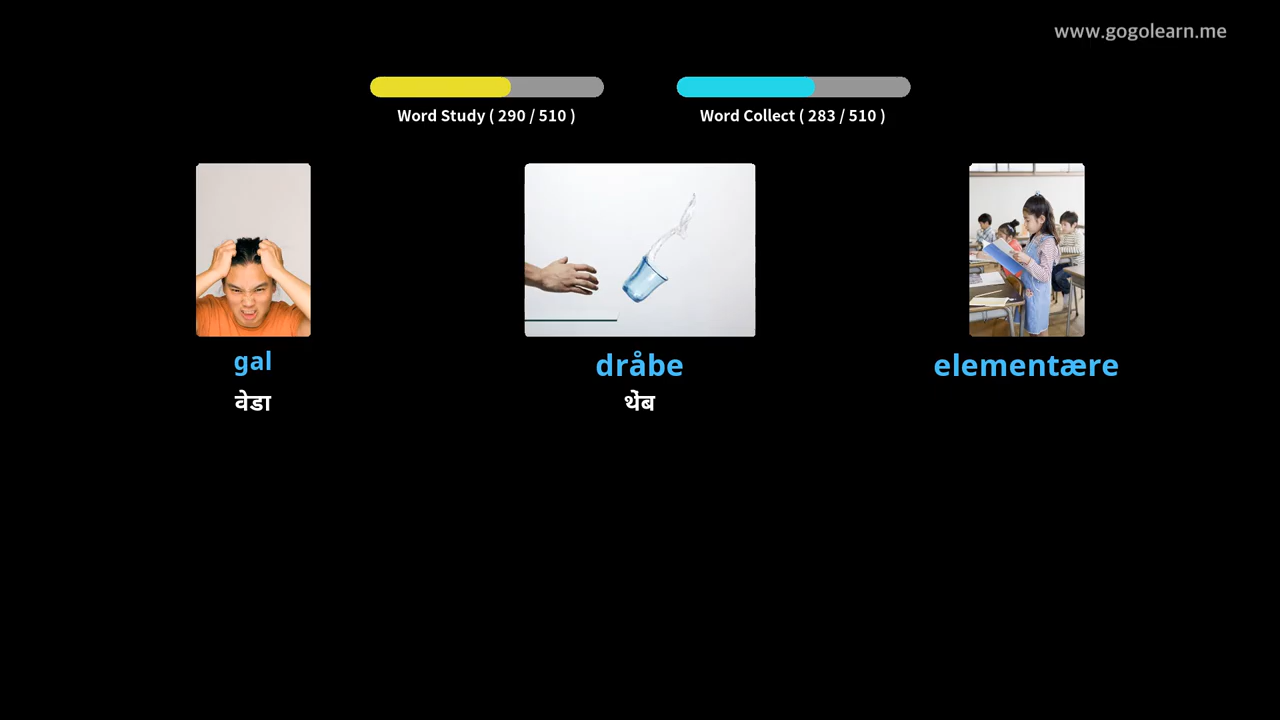 www.gogolearn.me
Word Study ( 290 / 510 )
Word Collect ( 283 / 510 )
gal
dråbe
elementære
वेडा
थेंब